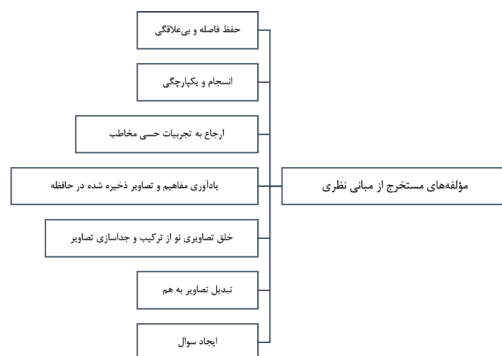 حفظ فاصله و بی‌علاقگی
انسجام و یکپارچگی
ارجاع به تجربیات حسی مخاطب
یادآوری مفاهیم و تصاویر ذخیره شده در حافظه
مؤلفه‌های مستخرج از مبانی نظری
خلق تصاویری نو از ترکیب و جداسازی تصاویر
تبدیل تصاویر به هم
ایجاد سوال